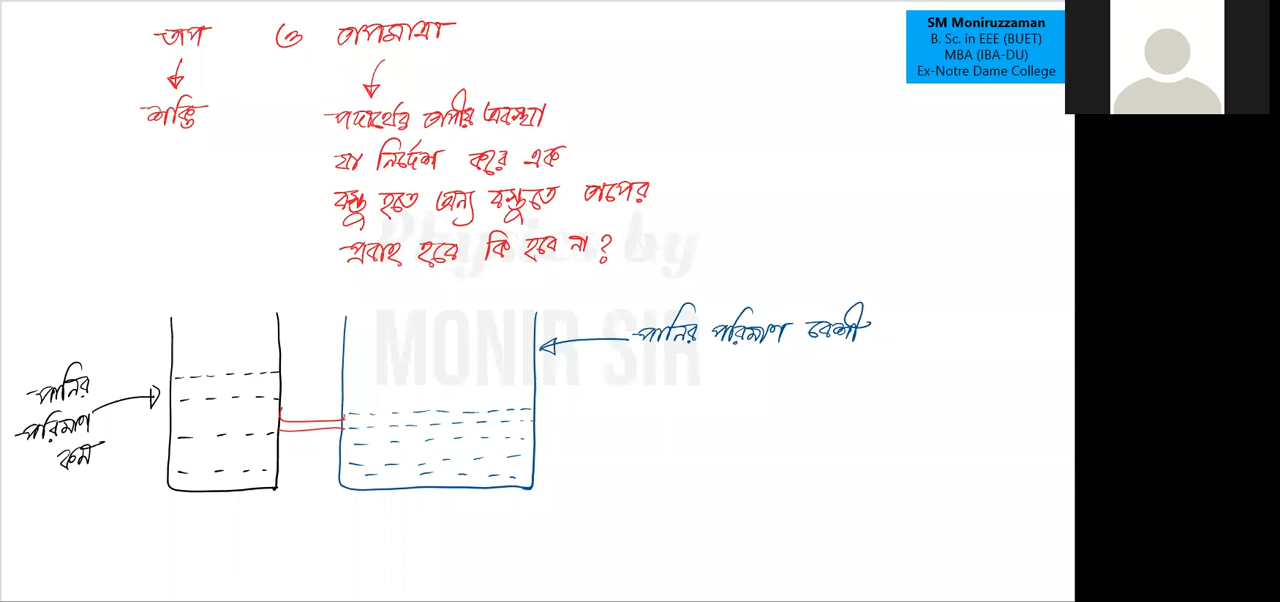 তাপ ও তাপমাত্রা
শক্তি
পদার্থের তাপীয় অবস্থা
যা নির্দেশ করে এক
বস্তু হতে অন্য বস্তুতে তাপের
প্রবাহ হবে কি হবে না?
পানির পরিমাণ বেশী
পানির
পরিমাণ
কম
SM Moniruzzaman
B. Sc. in EEE (BUET)
MBA (IBA-DU)
Ex-Notre Dame College
Physics by
MONIR SIR